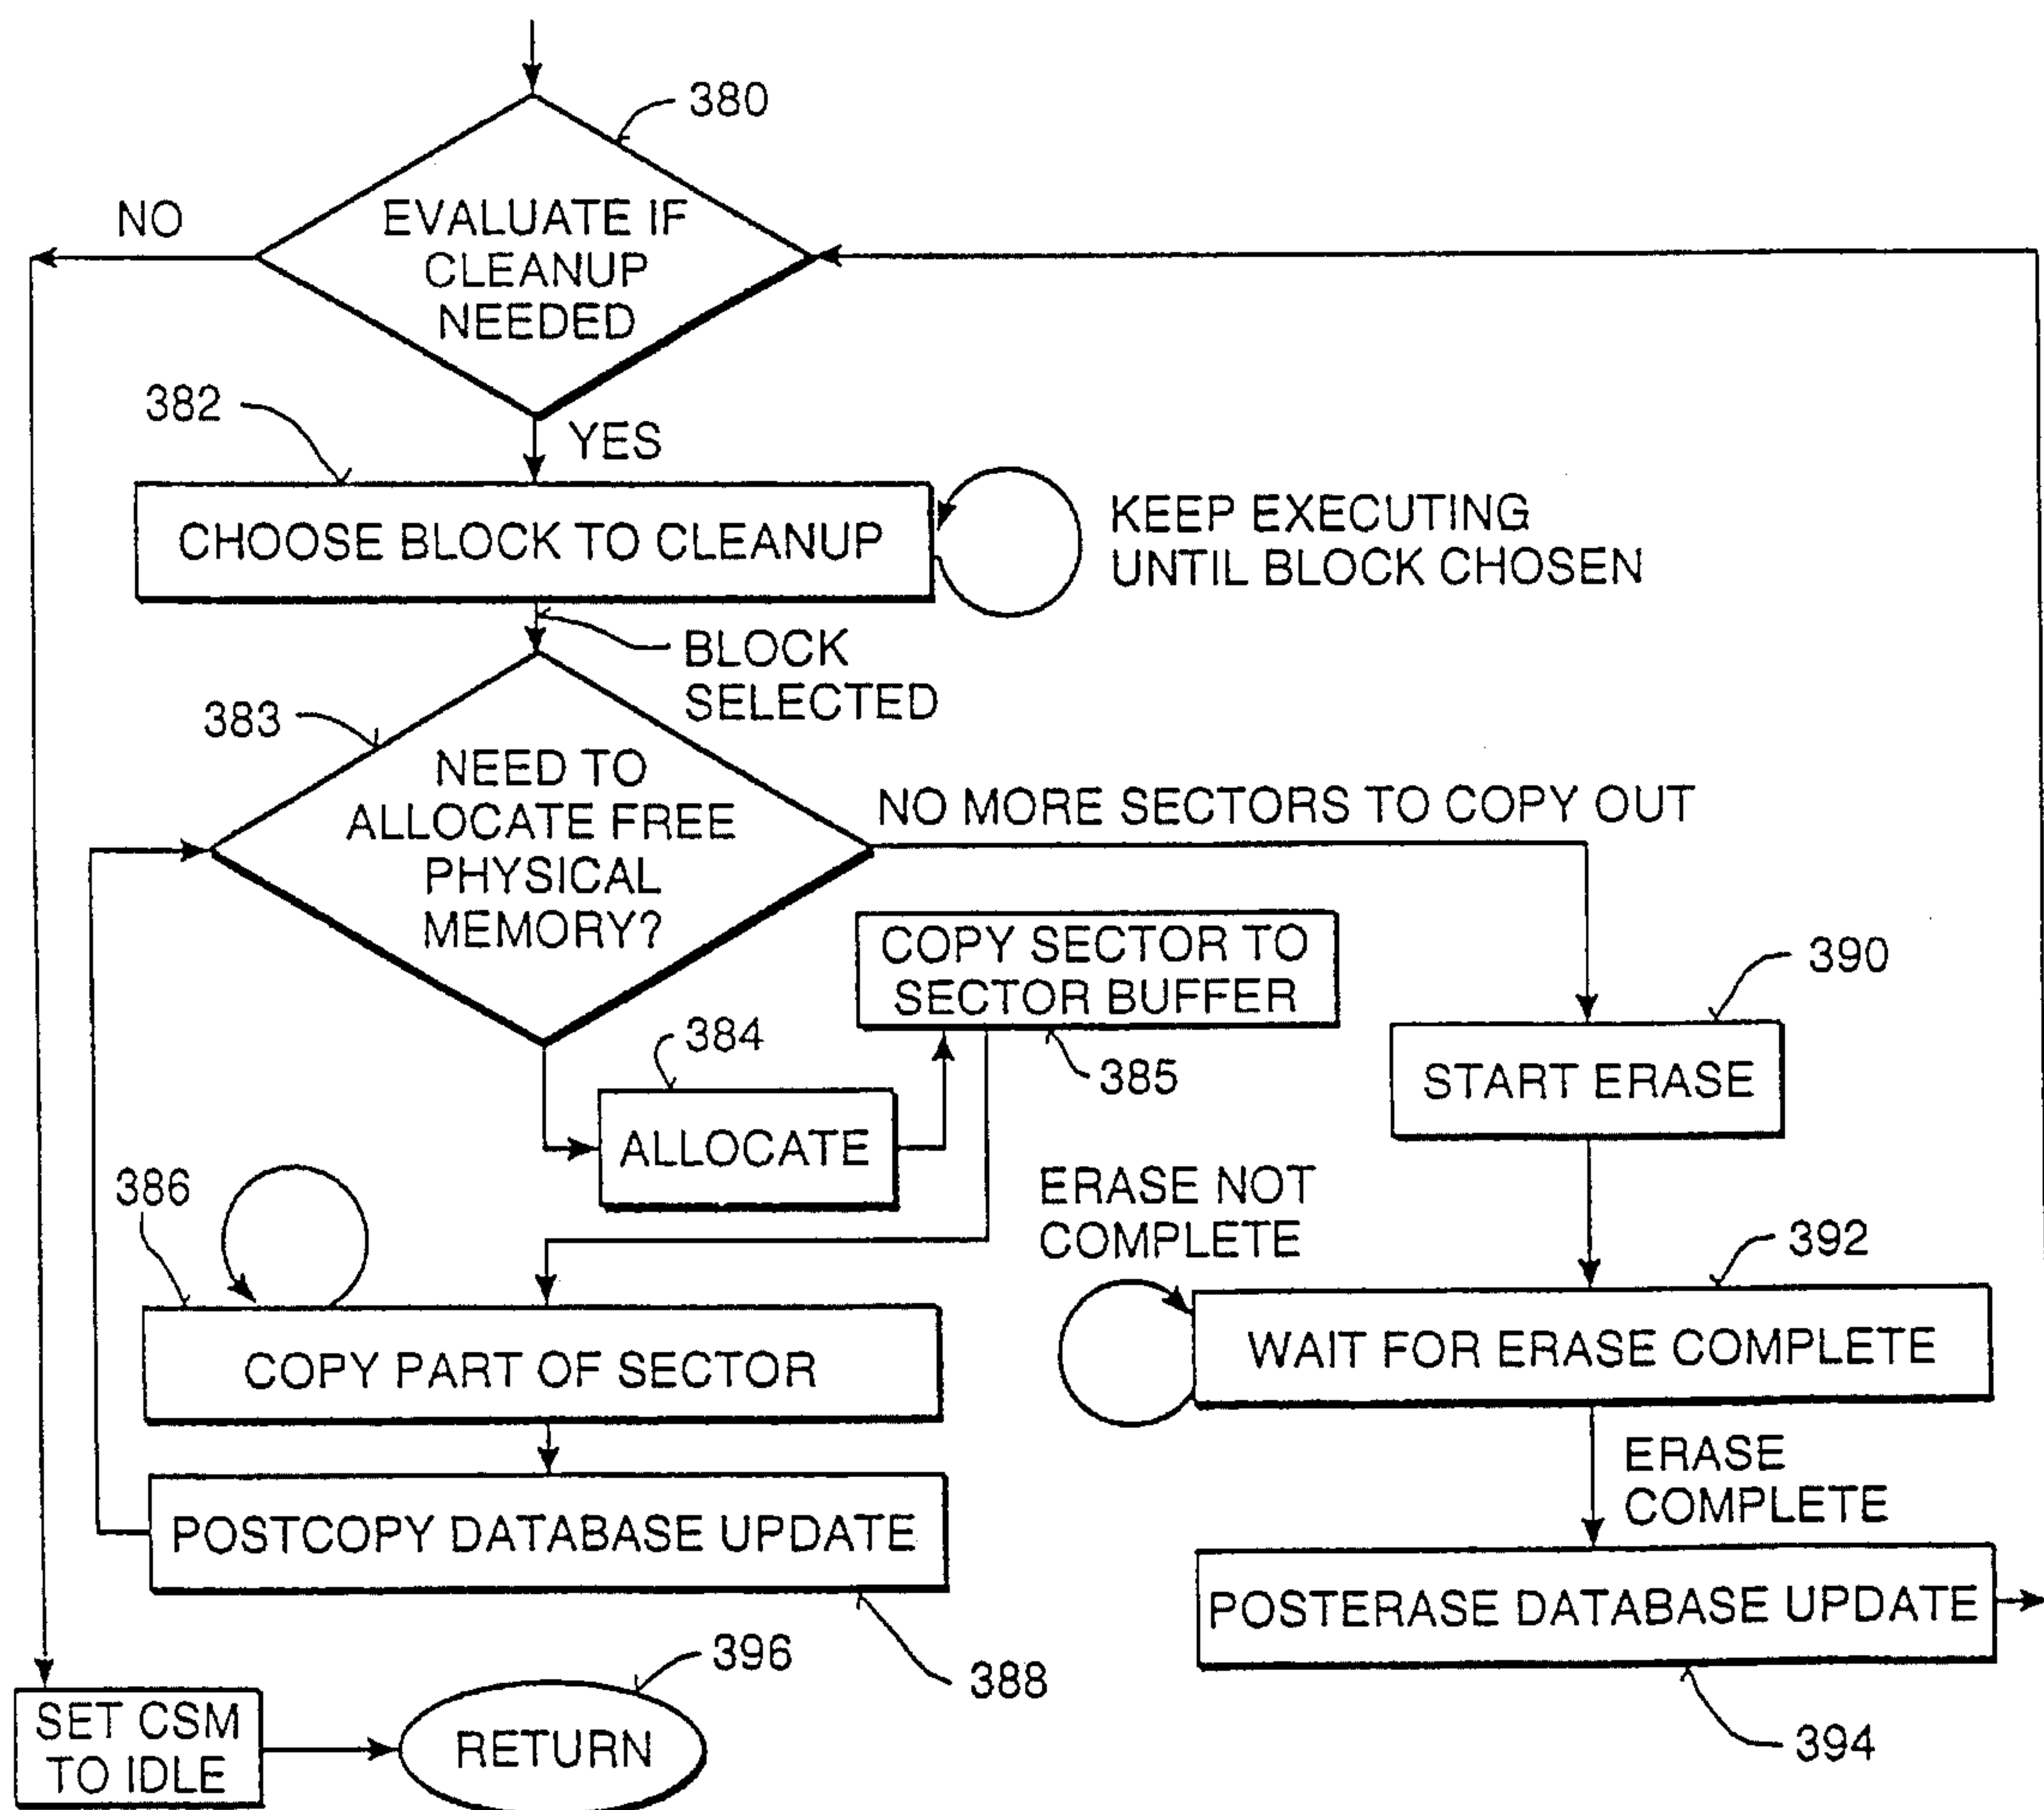 380
NO
EVALUATE IF
CLEANUP
NEEDED
382
YES
CHOOSE BLOCK TO CLEANUP
KEEP EXECUTING
UNTIL BLOCK CHOSEN
BLOCK
SELECTED
383
NEED TO
ALLOCATE FREE
PHYSICAL
MEMORY?
NO MORE SECTORS TO COPY OUT
COPY SECTOR TO
SECTOR BUFFER
390
384
385
START ERASE
ALLOCATE
386
ERASE NOT
COMPLETE
392
COPY PART OF SECTOR
WAIT FOR ERASE COMPLETE
ERASE
COMPLETE
POSTCOPY DATABASE UPDATE
POSTERASE DATABASE UPDATE
396
388
394
SET CSM
TO IDLE
RETURN